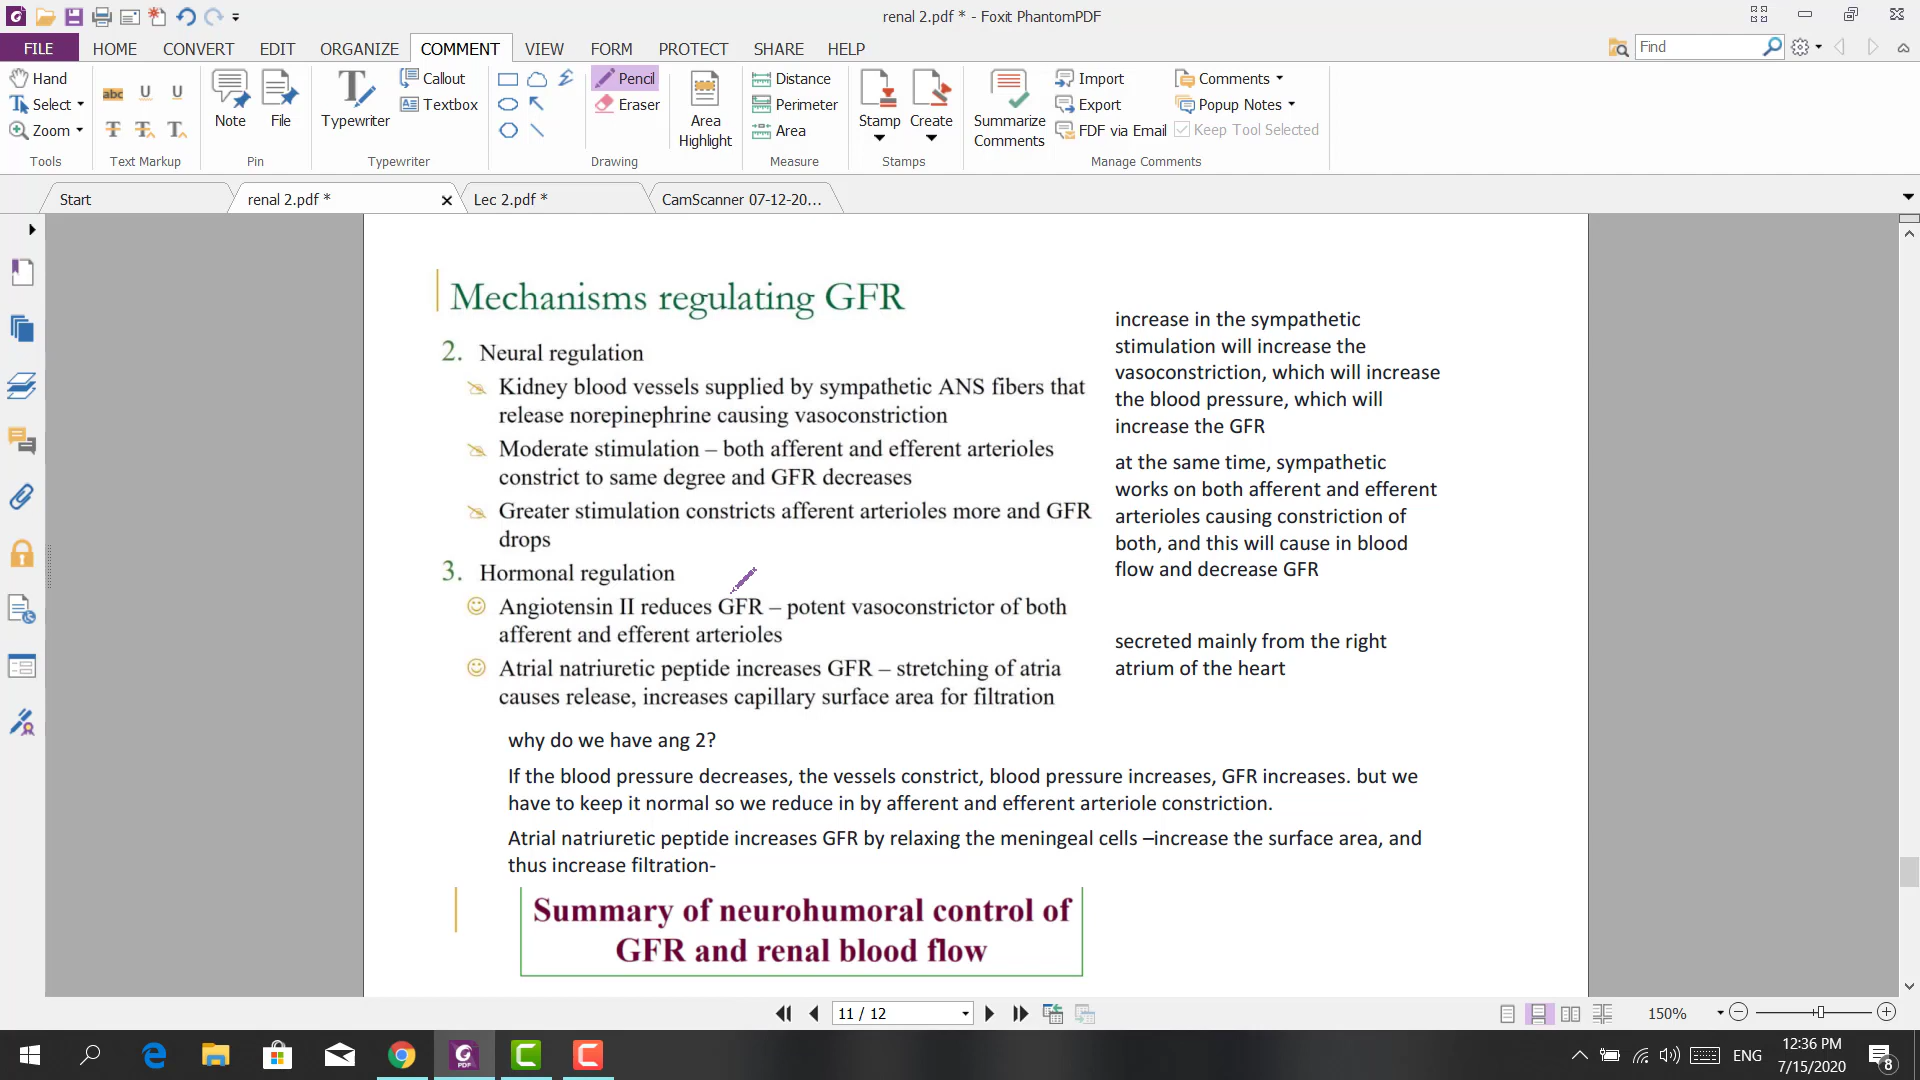 renal 2.pdf * - Foxit PhantomPDF
FILE HOME CONVERT EDIT ORGANIZE COMMENT VIEW FORM PROTECT SHARE HELP Find
Hand
Select
Zoom
Tools
abc U U
T T T
Text Markup
Note File
Pin
Typewriter
Typewriter
Callout
Textbox
Pencil
Eraser
Drawing
Area
Highlight
Distance
Perimeter
Area
Measure
Stamp Create
Stamps
Summarize
Comments
Import
Export
FDF via Email
Comments
Popup Notes
Keep Tool Selected
Manage Comments
Start renal 2.pdf * Lec 2.pdf * CamScanner 07-12-20...
Mechanisms regulating GFR
2. Neural regulation
Kidney blood vessels supplied by sympathetic ANS fibers that
release norepinephrine causing vasoconstriction
Moderate stimulation – both afferent and efferent arterioles
constrict to same degree and GFR decreases
Greater stimulation constricts afferent arterioles more and GFR
drops
3. Hormonal regulation
Angiotensin II reduces GFR – potent vasoconstrictor of both
afferent and efferent arterioles
Atrial natriuretic peptide increases GFR – stretching of atria
causes release, increases capillary surface area for filtration
increase in the sympathetic
stimulation will increase the
vasoconstriction, which will increase
the blood pressure, which will
increase the GFR
at the same time, sympathetic
works on both afferent and efferent
arterioles causing constriction of
both, and this will cause in blood
flow and decrease GFR
secreted mainly from the right
atrium of the heart
why do we have ang 2?
If the blood pressure decreases, the vessels constrict, blood pressure increases, GFR increases. but we
have to keep it normal so we reduce in by afferent and efferent arteriole constriction.
Atrial natriuretic peptide increases GFR by relaxing the meningeal cells –increase the surface area, and
thus increase filtration-
Summary of neurohumoral control of
GFR and renal blood flow
11 / 12
150%
ENG
12:36 PM
7/15/2020
8